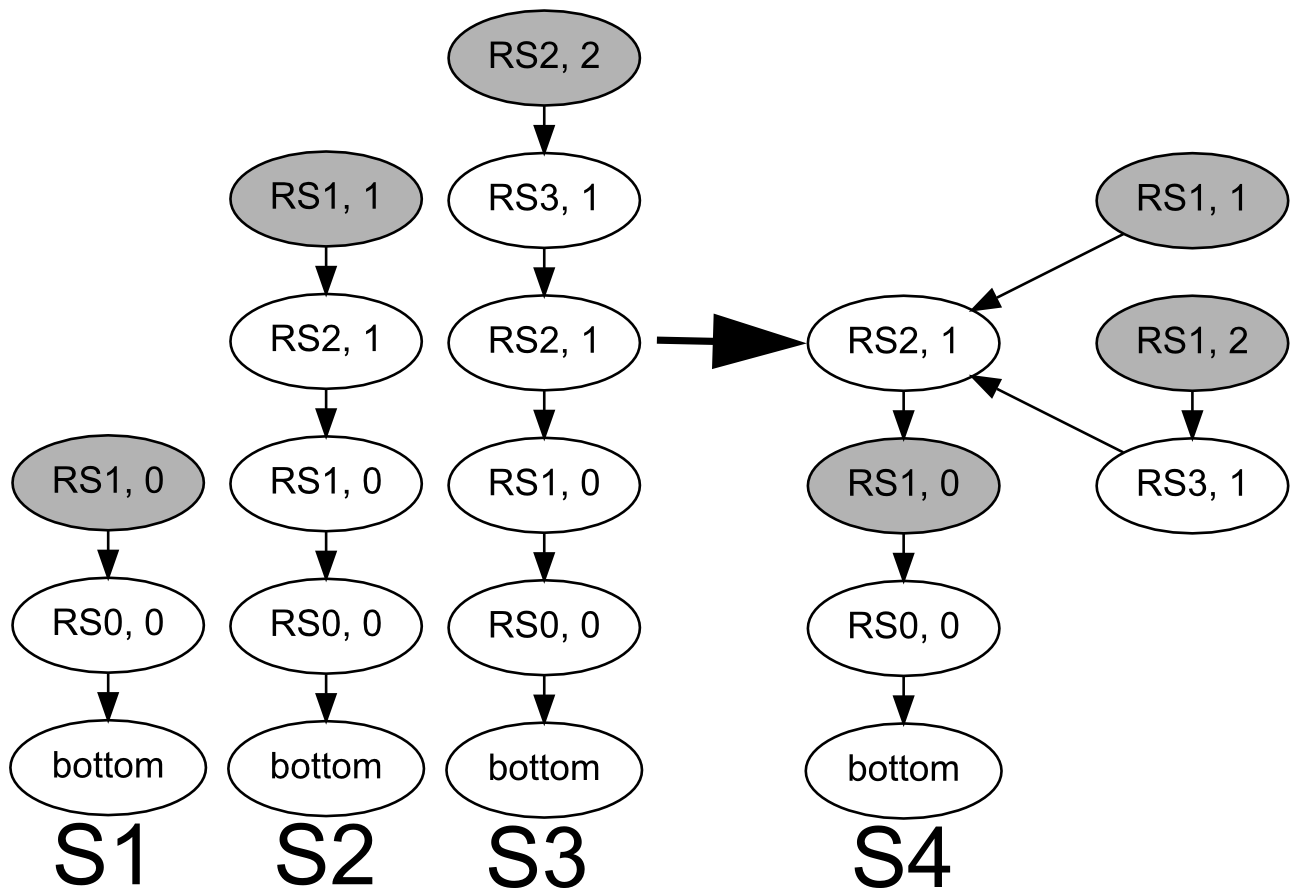 RS1, 0
RS0, 0
bottom
S1
RS1, 1
RS2, 1
RS1, 0
RS0, 0
bottom
S2
RS2, 2
RS3, 1
RS2, 1
RS1, 0
RS0, 0
bottom
S3
RS2, 1
RS1, 0
RS0, 0
bottom
RS1, 1
RS1, 2
RS3, 1
S4